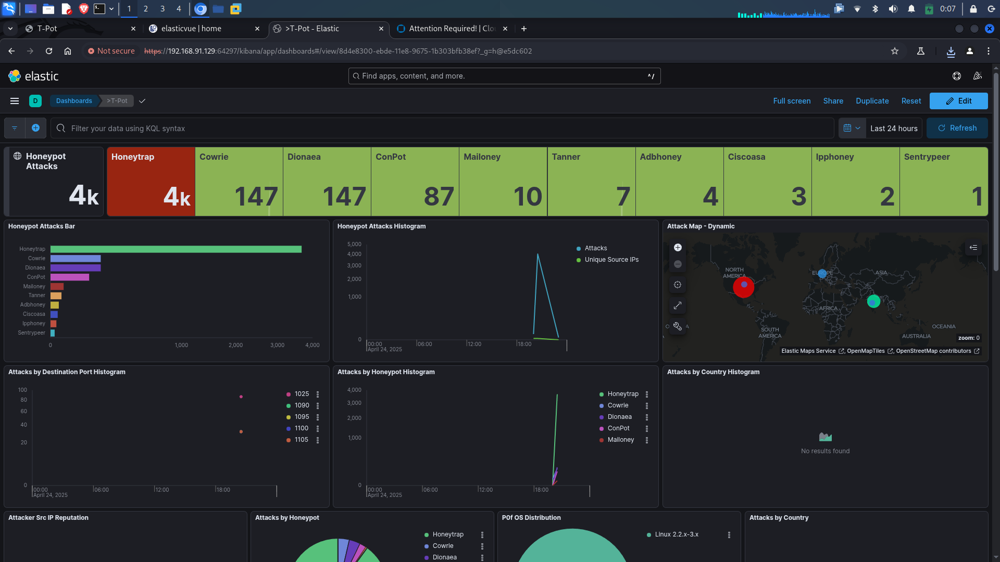 1
2
3
4
0:07
T-Pot
elasticvue | home
>T-Pot - Elastic
Attention Required! | Clo
Not secure
https://192.168.91.129:64297/kibana/app/dashboards#/view/8d4e8300-ebde-11e8-9675-1b303bfb38ef?_g=h@e5dc602
elastic
Find apps, content, and more.
^/
D
Dashboards
>T-Pot
Full screen
Share
Duplicate
Reset
Edit
Filter your data using KQL syntax
Last 24 hours
Refresh
Honeypot
Attacks
4k
Honeytrap
4k
Cowrie
147
Dionaea
147
ConPot
87
Mailoney
10
Tanner
7
Adbhoney
4
Ciscoasa
3
Ipphoney
2
Sentrypeer
1
Honeypot Attacks Bar
Honeytrap
Cowrie
Dionaea
ConPot
Mailoney
Tanner
Adbhoney
Ciscoasa
Ipphoney
Sentrypeer
0
1,000
2,000
3,000
4,000
Honeypot Attacks Histogram
5,000
4,000
3,000
2,000
1,000
0
00:00
April 24, 2025
06:00
12:00
18:00
Attacks
Unique Source IPs
Attack Map - Dynamic
NORTH
AMERICA
EUROPE
ASIA
AFRICA
SOUTH
AMERICA
OCEANIA
AUSTRALIA
zoom: 0
Elastic Maps Service , OpenMapTiles , OpenStreetMap contributors
Attacks by Destination Port Histogram
100
80
60
40
20
0
00:00
April 24, 2025
06:00
12:00
18:00
1025
1090
1095
1100
1105
Attacks by Honeypot Histogram
4,000
3,000
2,000
1,000
0
00:00
April 24, 2025
06:00
12:00
18:00
Honeytrap
Cowrie
Dionaea
ConPot
Mailoney
Attacks by Country Histogram
No results found
Attacker Src IP Reputation
Attacks by Honeypot
Honeytrap
Cowrie
Dionaea
P0f OS Distribution
Linux 2.2.x-3.x
Attacks by Country